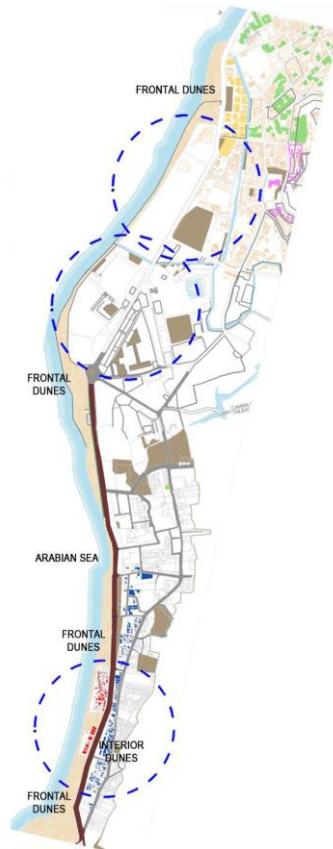 FRONTAL DUNES
FRONTAL
DUNES
ARABIAN SEA
FRONTAL
DUNES
INTERIOR
DUNES
FRONTAL
DUNES